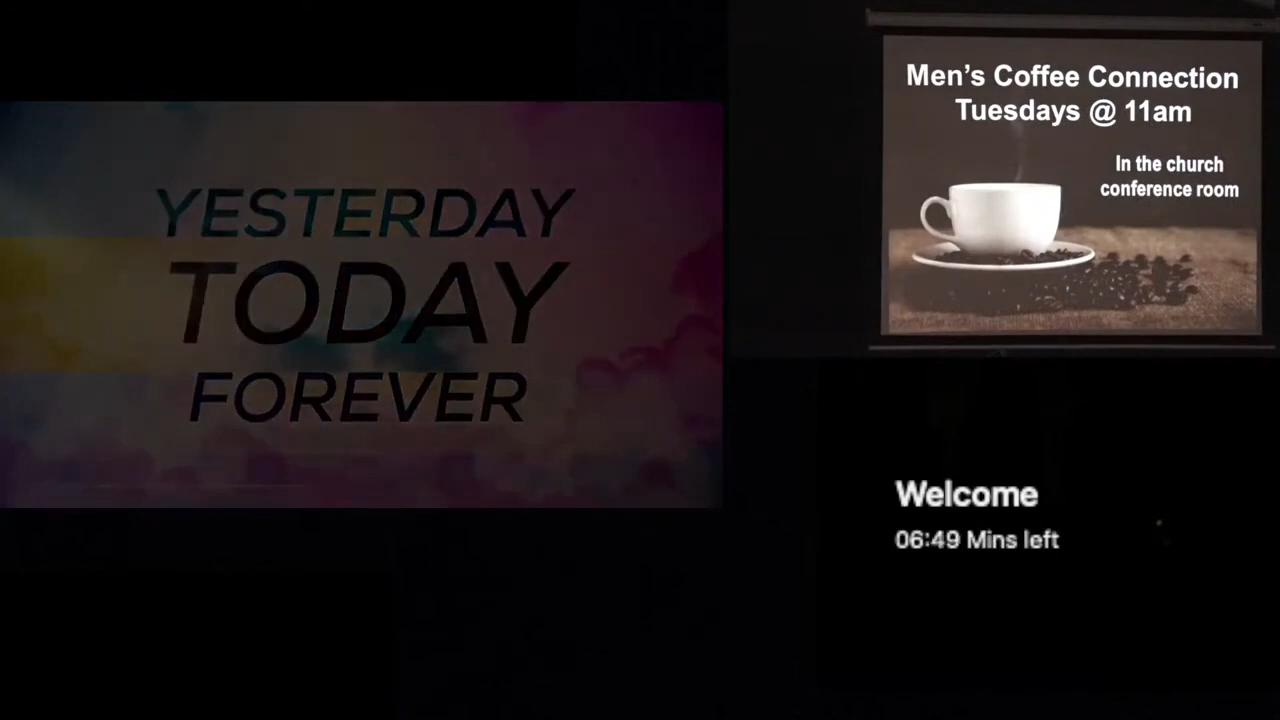 YESTERDAY
TODAY
FOREVER
Men’s Coffee Connection
Tuesdays @ 11am
In the church
conference room
Welcome
06:49 Mins left